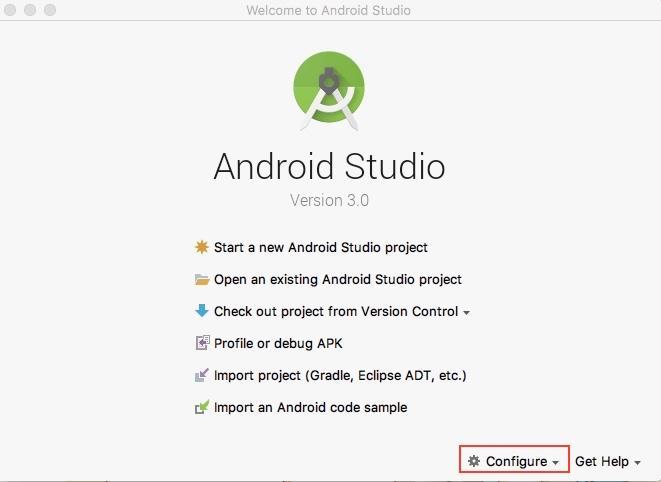 Welcome to Android Studio
Android Studio
Version 3.0
Start a new Android Studio project
Open an existing Android Studio project
Check out project from Version Control
Profile or debug APK
Import project (Gradle, Eclipse ADT, etc.)
Import an Android code sample
Configure Get Help